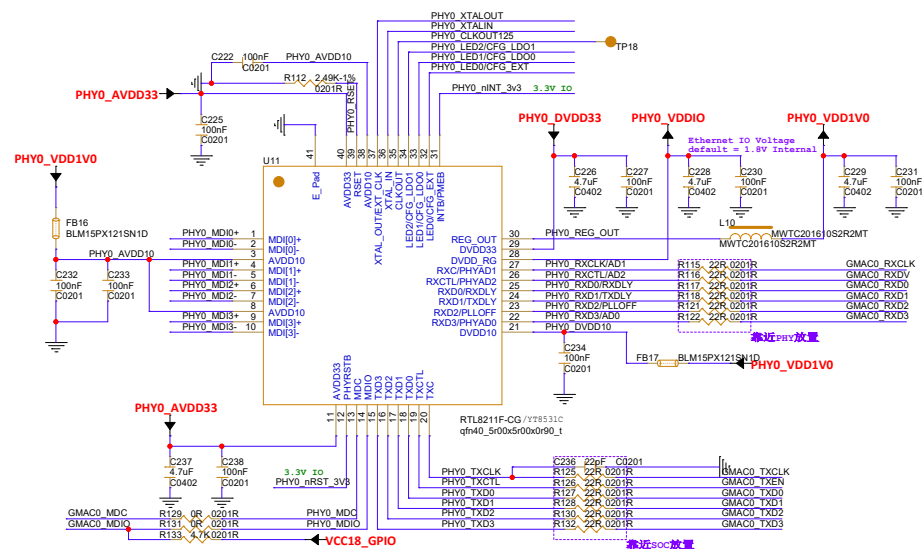 PHY0_XTALOUT
PHY0_XTALIN
PHY0_CLKOUT125
PHY0_LED2/CFG_LDO1
PHY0_LED1/CFG_LDO0
PHY0_LED0/CFG_EXT
PHY0_nINT_3v3 3.3V IO
TP18
C222 100nF C0201 PHY0_AVDD10
R112 2.49K-1% 0201R
PHY0_RSET
PHY0_AVDD33
C225 100nF C0201
PHY0_VDD1V0
FB16
BLM15PX121SN1D
PHY0_AVDD10
C232 100nF C0201
C233 100nF C0201
U11
41 40 39 38 37 36 35 34 33 32 31
E_Pad
AVDD33
RSET
AVDD10
XTAL_OUT/EXT_CLK
XTAL_IN
CLKOUT
LED2/CFG_LDO1
LED1/CFG_LDO0
LED0/CFG_EXT
INTB/PMEB
PHY0_MDI0+ 1 MDI[0]+
PHY0_MDI0- 2 MDI[0]-
3 AVDD10
PHY0_MDI1+ 4 MDI[1]+
PHY0_MDI1- 5 MDI[1]-
PHY0_MDI2+ 6 MDI[2]+
PHY0_MDI2- 7 MDI[2]-
8 AVDD10
PHY0_MDI3+ 9 MDI[3]+
PHY0_MDI3- 10 MDI[3]-
PHY0_DVDD33
PHY0_VDDIO
PHY0_VDD1V0
Ethernet IO Voltage
default = 1.8V Internal
C226 4.7uF C0402
C227 100nF C0201
C228 4.7uF C0402
C230 100nF C0201
C229 4.7uF C0402
C231 100nF C0201
L10
MWTC201610S2R2MT
MWTC201610S2R2MT
REG_OUT 30 PHY0_REG_OUT
DVDD33 29
DVDD_RG 28
RXC/PHYAD1 27 PHY0_RXCLK/AD1 R115 22R 0201R GMAC0_RXCLK
RXCTL/PHYAD2 26 PHY0_RXCTL/AD2 R116 22R 0201R GMAC0_RXDV
RXD0/RXDLY 25 PHY0_RXD0/RXDLY R117 22R 0201R GMAC0_RXD0
RXD1/TXDLY 24 PHY0_RXD1/TXDLY R118 22R 0201R GMAC0_RXD1
RXD2/PLLOFF 23 PHY0_RXD2/PLLOFF R121 22R 0201R GMAC0_RXD2
RXD3/PHYAD0 22 PHY0_RXD3/AD0 R122 22R 0201R GMAC0_RXD3
DVDD10 21 PHY0_DVDD10
靠近PHY放置
C234 100nF C0201
FB17 BLM15PX121SN1D
PHY0_VDD1V0
AVDD33
PHYRSTB
MDC
MDIO
TXD3
TXD2
TXD1
TXD0
TXCTL
TXC
11 12 13 14 15 16 17 18 19 20
RTL8211F-CG/YT8531C
qfn40_5r00x5r00x0r90_t
PHY0_AVDD33
C237 4.7uF C0402
C238 100nF C0201
3.3V IO
PHY0_nRST_3V3
C236 22pF C0201
PHY0_TXCLK R125 22R 0201R GMAC0_TXCLK
PHY0_TXCTL R126 22R 0201R GMAC0_TXEN
PHY0_TXD0 R127 22R 0201R GMAC0_TXD0
PHY0_TXD1 R128 22R 0201R GMAC0_TXD1
PHY0_TXD2 R130 22R 0201R GMAC0_TXD2
PHY0_TXD3 R132 22R 0201R GMAC0_TXD3
靠近SOC放置
GMAC0_MDC R129 0R 0201R PHY0_MDC
GMAC0_MDIO R131 0R 0201R PHY0_MDIO
R133 4.7K 0201R VCC18_GPIO